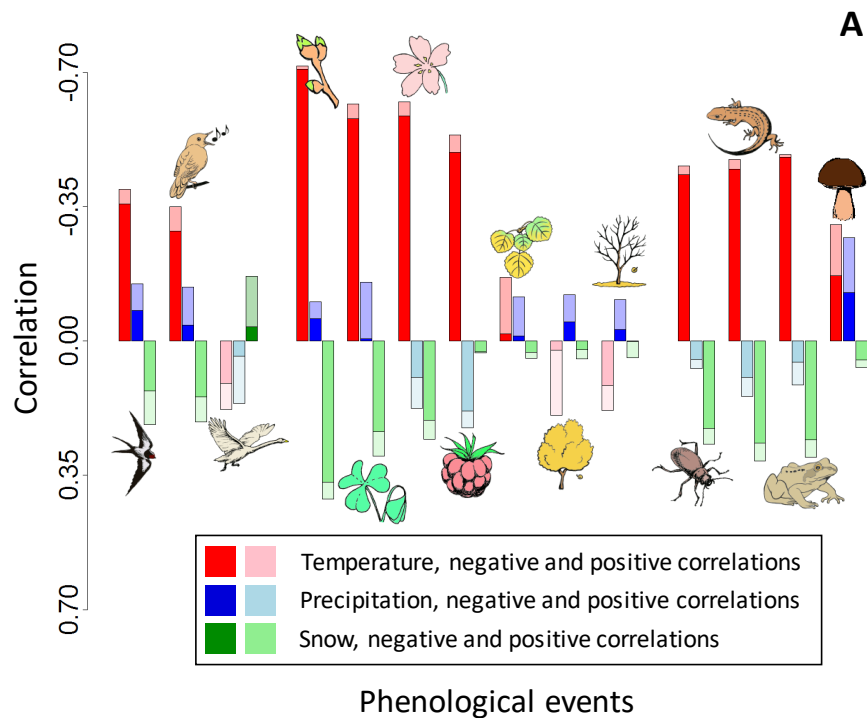 A
-0.70
-0.35
0.00
0.35
0.70
Correlation
Temperature, negative and positive correlations
Precipitation, negative and positive correlations
Snow, negative and positive correlations
Phenological events